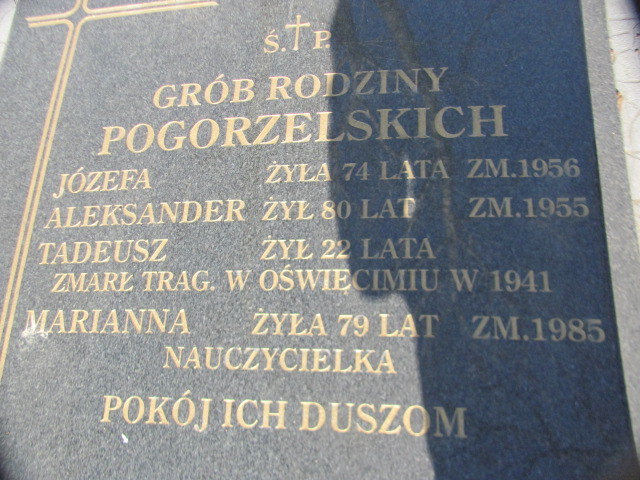 Ś.†P.
GRÓB RODZINY
POGORZELSKICH
JÓZEFA ŻYŁA 74 LATA ZM.1956
ALEKSANDER ŻYŁ 80 LAT ZM.1955
TADEUSZ ŻYŁ 22 LATA
ZMARŁ TRAG. W OŚWIĘCIMIU W 1941
MARIANNA ŻYŁA 79 LAT ZM.1985
NAUCZYCIELKA
POKÓJ ICH DUSZOM